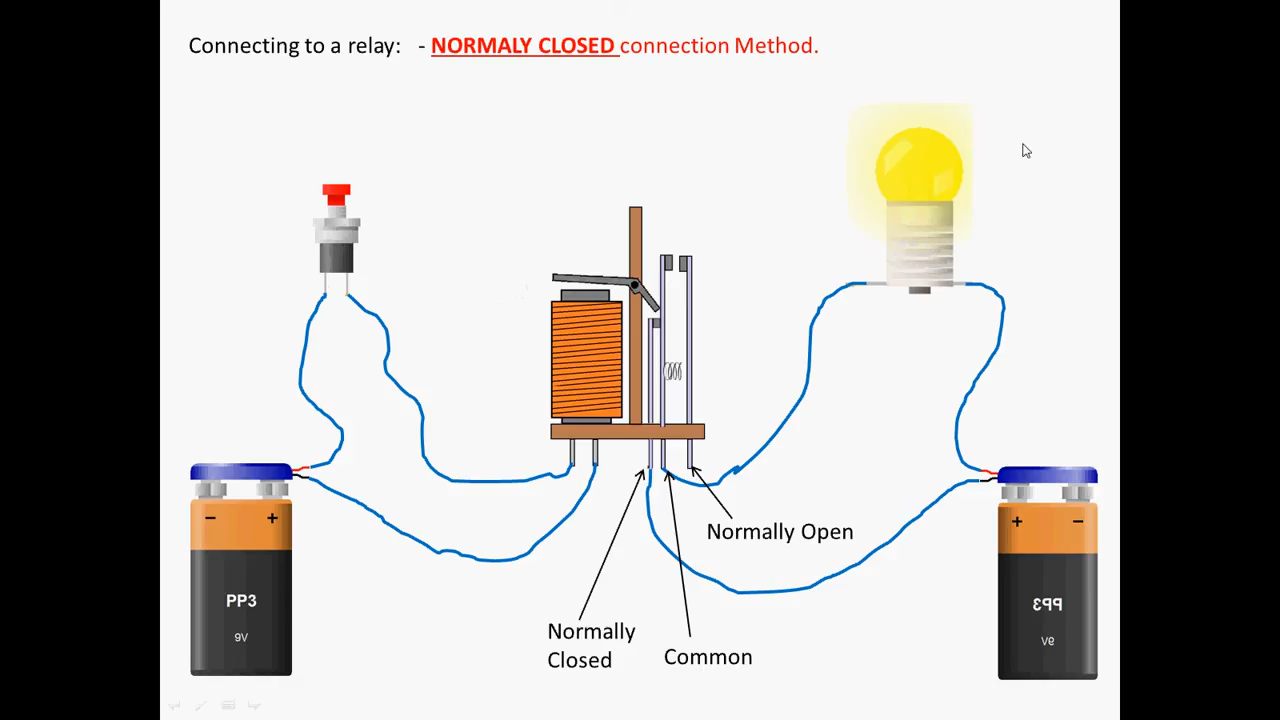 Connecting to a relay:   - NORMALY CLOSED connection Method.
Normally Open
Normally
Closed
Common
− +
PP3
9V
+ −
PP3
9V